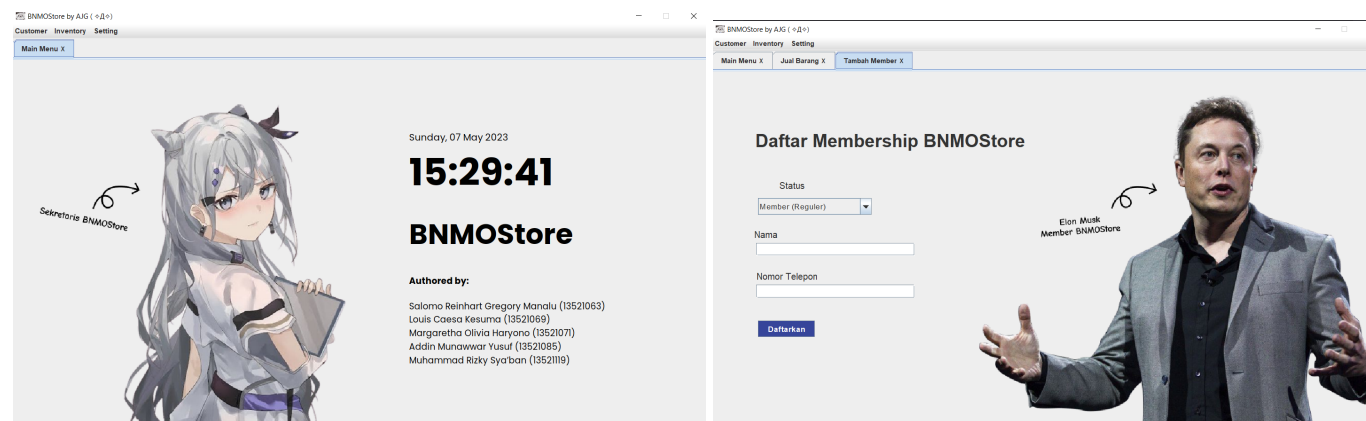 BNMOStore by AJG ( ✧Д✧)
Customer Inventory Setting
Main Menu X
Sekretaris BNMOStore
Sunday, 07 May 2023
15:29:41
BNMOStore
Authored by:
Salomo Reinhart Gregory Manalu (13521063)
Louis Caesa Kesuma (13521069)
Margaretha Olivia Haryono (13521071)
Addin Munawwar Yusuf (13521085)
Muhammad Rizky Sya'ban (13521119)
BNMOStore by AJG ( ✧Д✧)
Customer Inventory Setting
Main Menu X Jual Barang X Tambah Member X
Daftar Membership BNMOStore
Status
Member (Reguler)
Nama
Nomor Telepon
Daftarkan
Elon Musk
Member BNMOStore